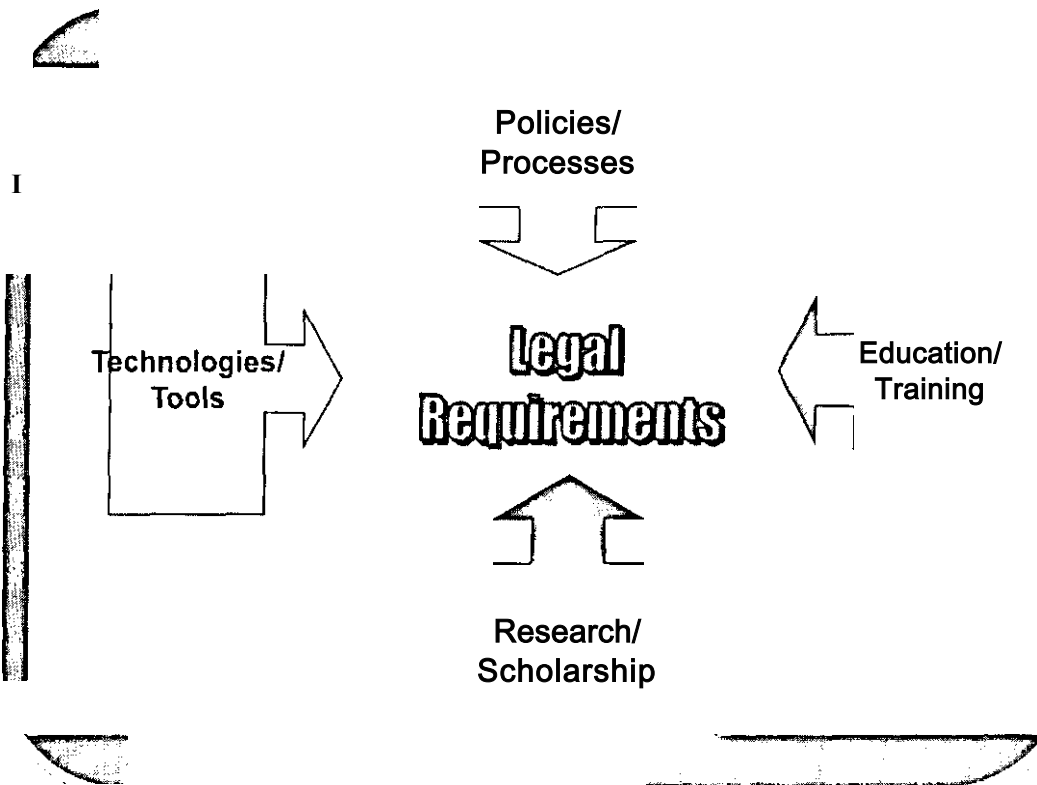 Policies/
Processes
I
Technologies/
Tools
Legal
Requirements
Education/
Training
Research/
Scholarship